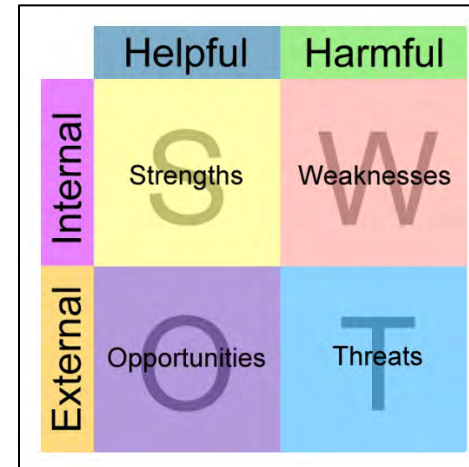 Helpful
Harmful
Internal
S
Strengths
W
Weaknesses
External
O
Opportunities
T
Threats